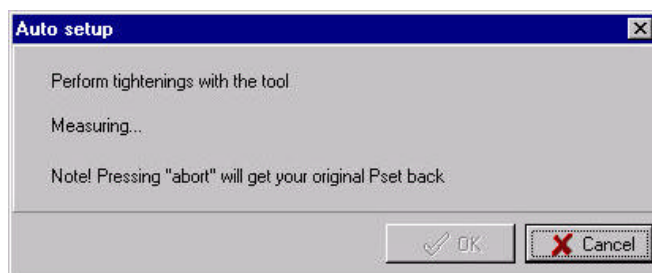 Auto setup
Perform tightenings with the tool
Measuring...
Note! Pressing "abort" will get your original Pset back
OK
Cancel